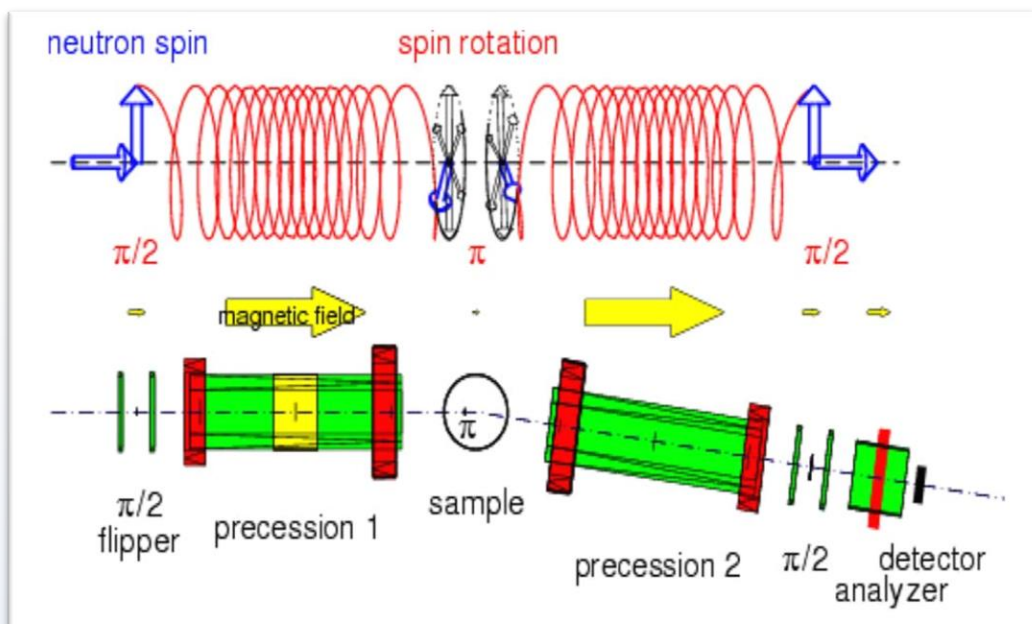 neutron spin
spin rotation
π/2
π
π/2
magnetic field
π
π/2
flipper
precession 1
sample
precession 2
π/2
detector
analyzer